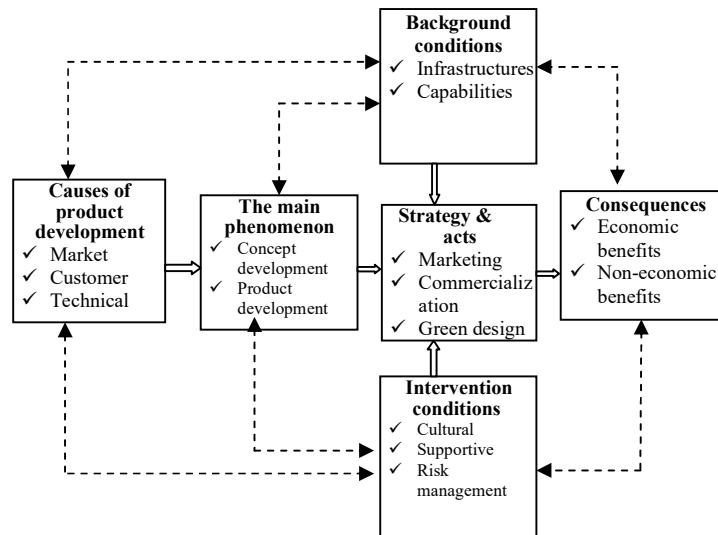 Background
conditions
✓ Infrastructures
✓ Capabilities
Causes of
product
development
✓ Market
✓ Customer
✓ Technical
The main
phenomenon
✓ Concept
development
✓ Product
development
Strategy &
acts
✓ Marketing
✓ Commercializ
ation
✓ Green design
Consequences
✓ Economic
benefits
✓ Non-economic
benefits
Intervention
conditions
✓ Cultural
✓ Supportive
✓ Risk
management